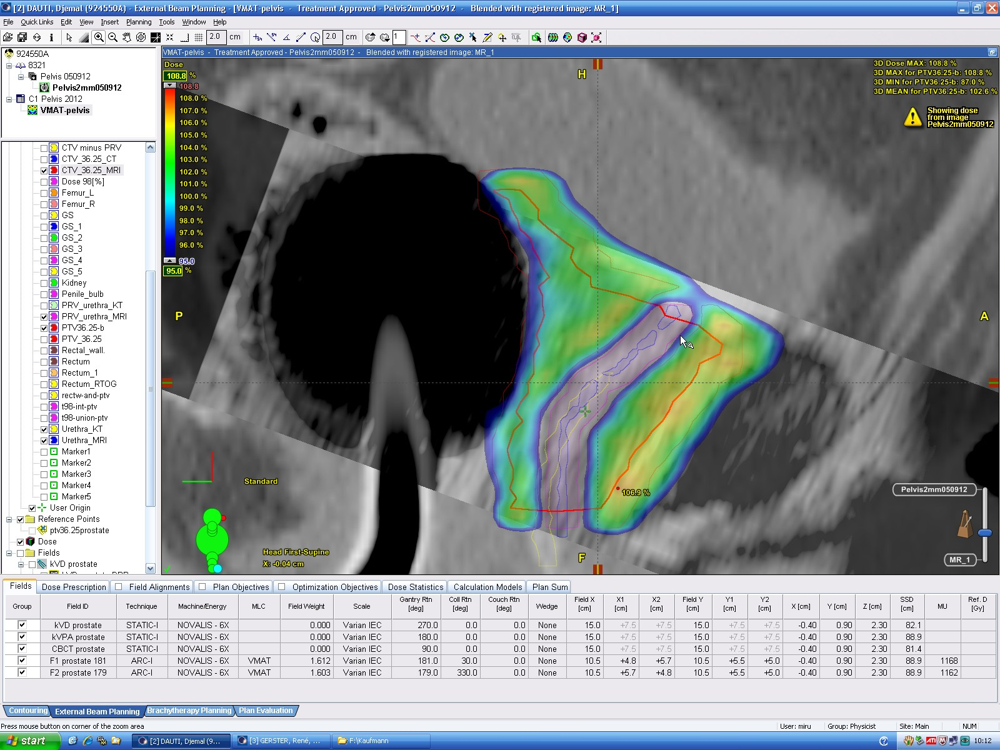 [2] DAUTI, Djemal (924550A) - External Beam Planning - [VMAT-pelvis - Treatment Approved - Pelvis2mm050912 - Blended with registered image: MR_1]
File Quick Links Edit View Insert Planning Tools Window Help
2.0 cm 2.0 cm 1
924550A
8321
Pelvis 050912
Pelvis2mm050912
C1 Pelvis 2012
VMAT-pelvis
CTV minus PRV
CTV_36.25_CT
CTV_36.25_MRI
Dose 98[%]
Femur_L
Femur_R
GS
GS_1
GS_2
GS_3
GS_4
GS_5
Kidney
Penile_bulb
PRV_urethra_KT
PRV_urethra_MRI
PTV36.25-b
PTV_36.25
Rectal_wall.
Rectum
Rectum_1
Rectum_RTOG
rectw-and-ptv
t98-int-ptv
t98-union-ptv
Urethra_KT
Urethra_MRI
Marker1
Marker2
Marker3
Marker4
Marker5
User Origin
Reference Points
ptv36.25prostate
Dose
Fields
kVD prostate
VMAT-pelvis - Treatment Approved - Pelvis2mm050912 - Blended with registered image: MR_1
Dose
108.8 %
108.8
108.0 %
107.0 %
106.0 %
105.0 %
104.0 %
103.0 %
102.0 %
101.0 %
100.0 %
99.0 %
98.0 %
97.0 %
96.0 %
95.0
95.0 %
H
3D Dose MAX: 108.8 %
3D MAX for PTV36.25-b: 108.8 %
3D MIN for PTV36.25-b: 87.0 %
3D MEAN for PTV36.25-b: 102.6 %
Showing dose
from image
Pelvis2mm050912
P
A
106.9 %
Standard
Head First-Supine
X: -0.04 cm
F
Pelvis2mm050912
MR_1
Fields Dose Prescription Field Alignments Plan Objectives Optimization Objectives Dose Statistics Calculation Models Plan Sum
Group Field ID Technique Machine/Energy MLC Field Weight Scale Gantry Rtn [deg] Coll Rtn [deg] Couch Rtn [deg] Wedge Field X [cm] X1 [cm] X2 [cm] Field Y [cm] Y1 [cm] Y2 [cm] X [cm] Y [cm] Z [cm] SSD [cm] MU Ref. D [Gy]
kVD prostate STATIC-I NOVALIS - 6X 0.000 Varian IEC 270.0 0.0 0.0 None 15.0 +7.5 +7.5 15.0 +7.5 +7.5 -0.40 0.90 2.30 82.1
kVPA prostate STATIC-I NOVALIS - 6X 0.000 Varian IEC 180.0 0.0 0.0 None 15.0 +7.5 +7.5 15.0 +7.5 +7.5 -0.40 0.90 2.30 88.9
CBCT prostate STATIC-I NOVALIS - 6X 0.000 Varian IEC 90.0 0.0 0.0 None 15.0 +7.5 +7.5 15.0 +7.5 +7.5 -0.40 0.90 2.30 81.4
F1 prostate 181 ARC-I NOVALIS - 6X VMAT 1.612 Varian IEC 181.0 30.0 0.0 None 10.5 +4.8 +5.7 10.5 +5.5 +5.0 -0.40 0.90 2.30 88.9 1168
F2 prostate 179 ARC-I NOVALIS - 6X VMAT 1.603 Varian IEC 179.0 330.0 0.0 None 10.5 +5.7 +4.8 10.5 +5.5 +5.0 -0.40 0.90 2.30 88.9 1162
Contouring External Beam Planning Brachytherapy Planning Plan Evaluation
Press mouse button on corner of the zoom area User: miru Group: Physicist Site: Main NUM
start [2] DAUTI, Djemal (9... [3] GERSTER, René, ... F:\Kaufmann ATI 10:12